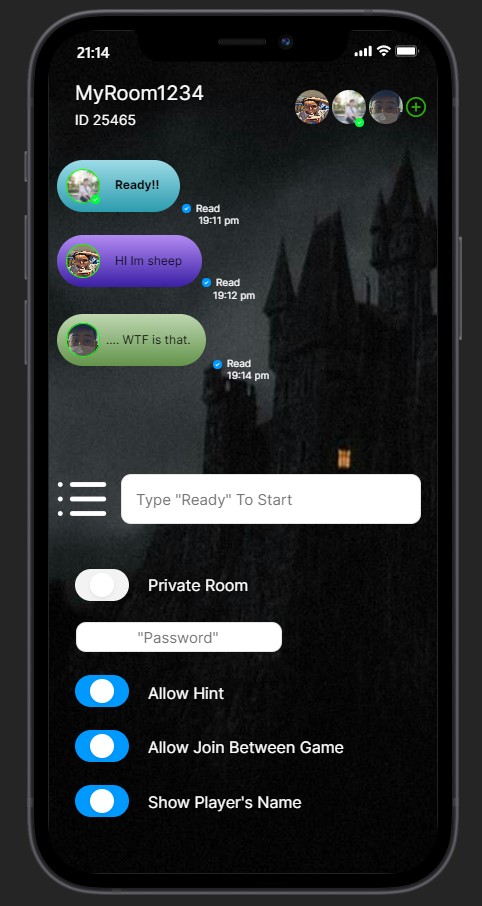 21:14
MyRoom1234
ID 25465
Ready!!
Read
19:11 pm
HI Im sheep
Read
19:12 pm
.... WTF is that.
Read
19:14 pm
Type "Ready" To Start
Private Room
"Password"
Allow Hint
Allow Join Between Game
Show Player's Name